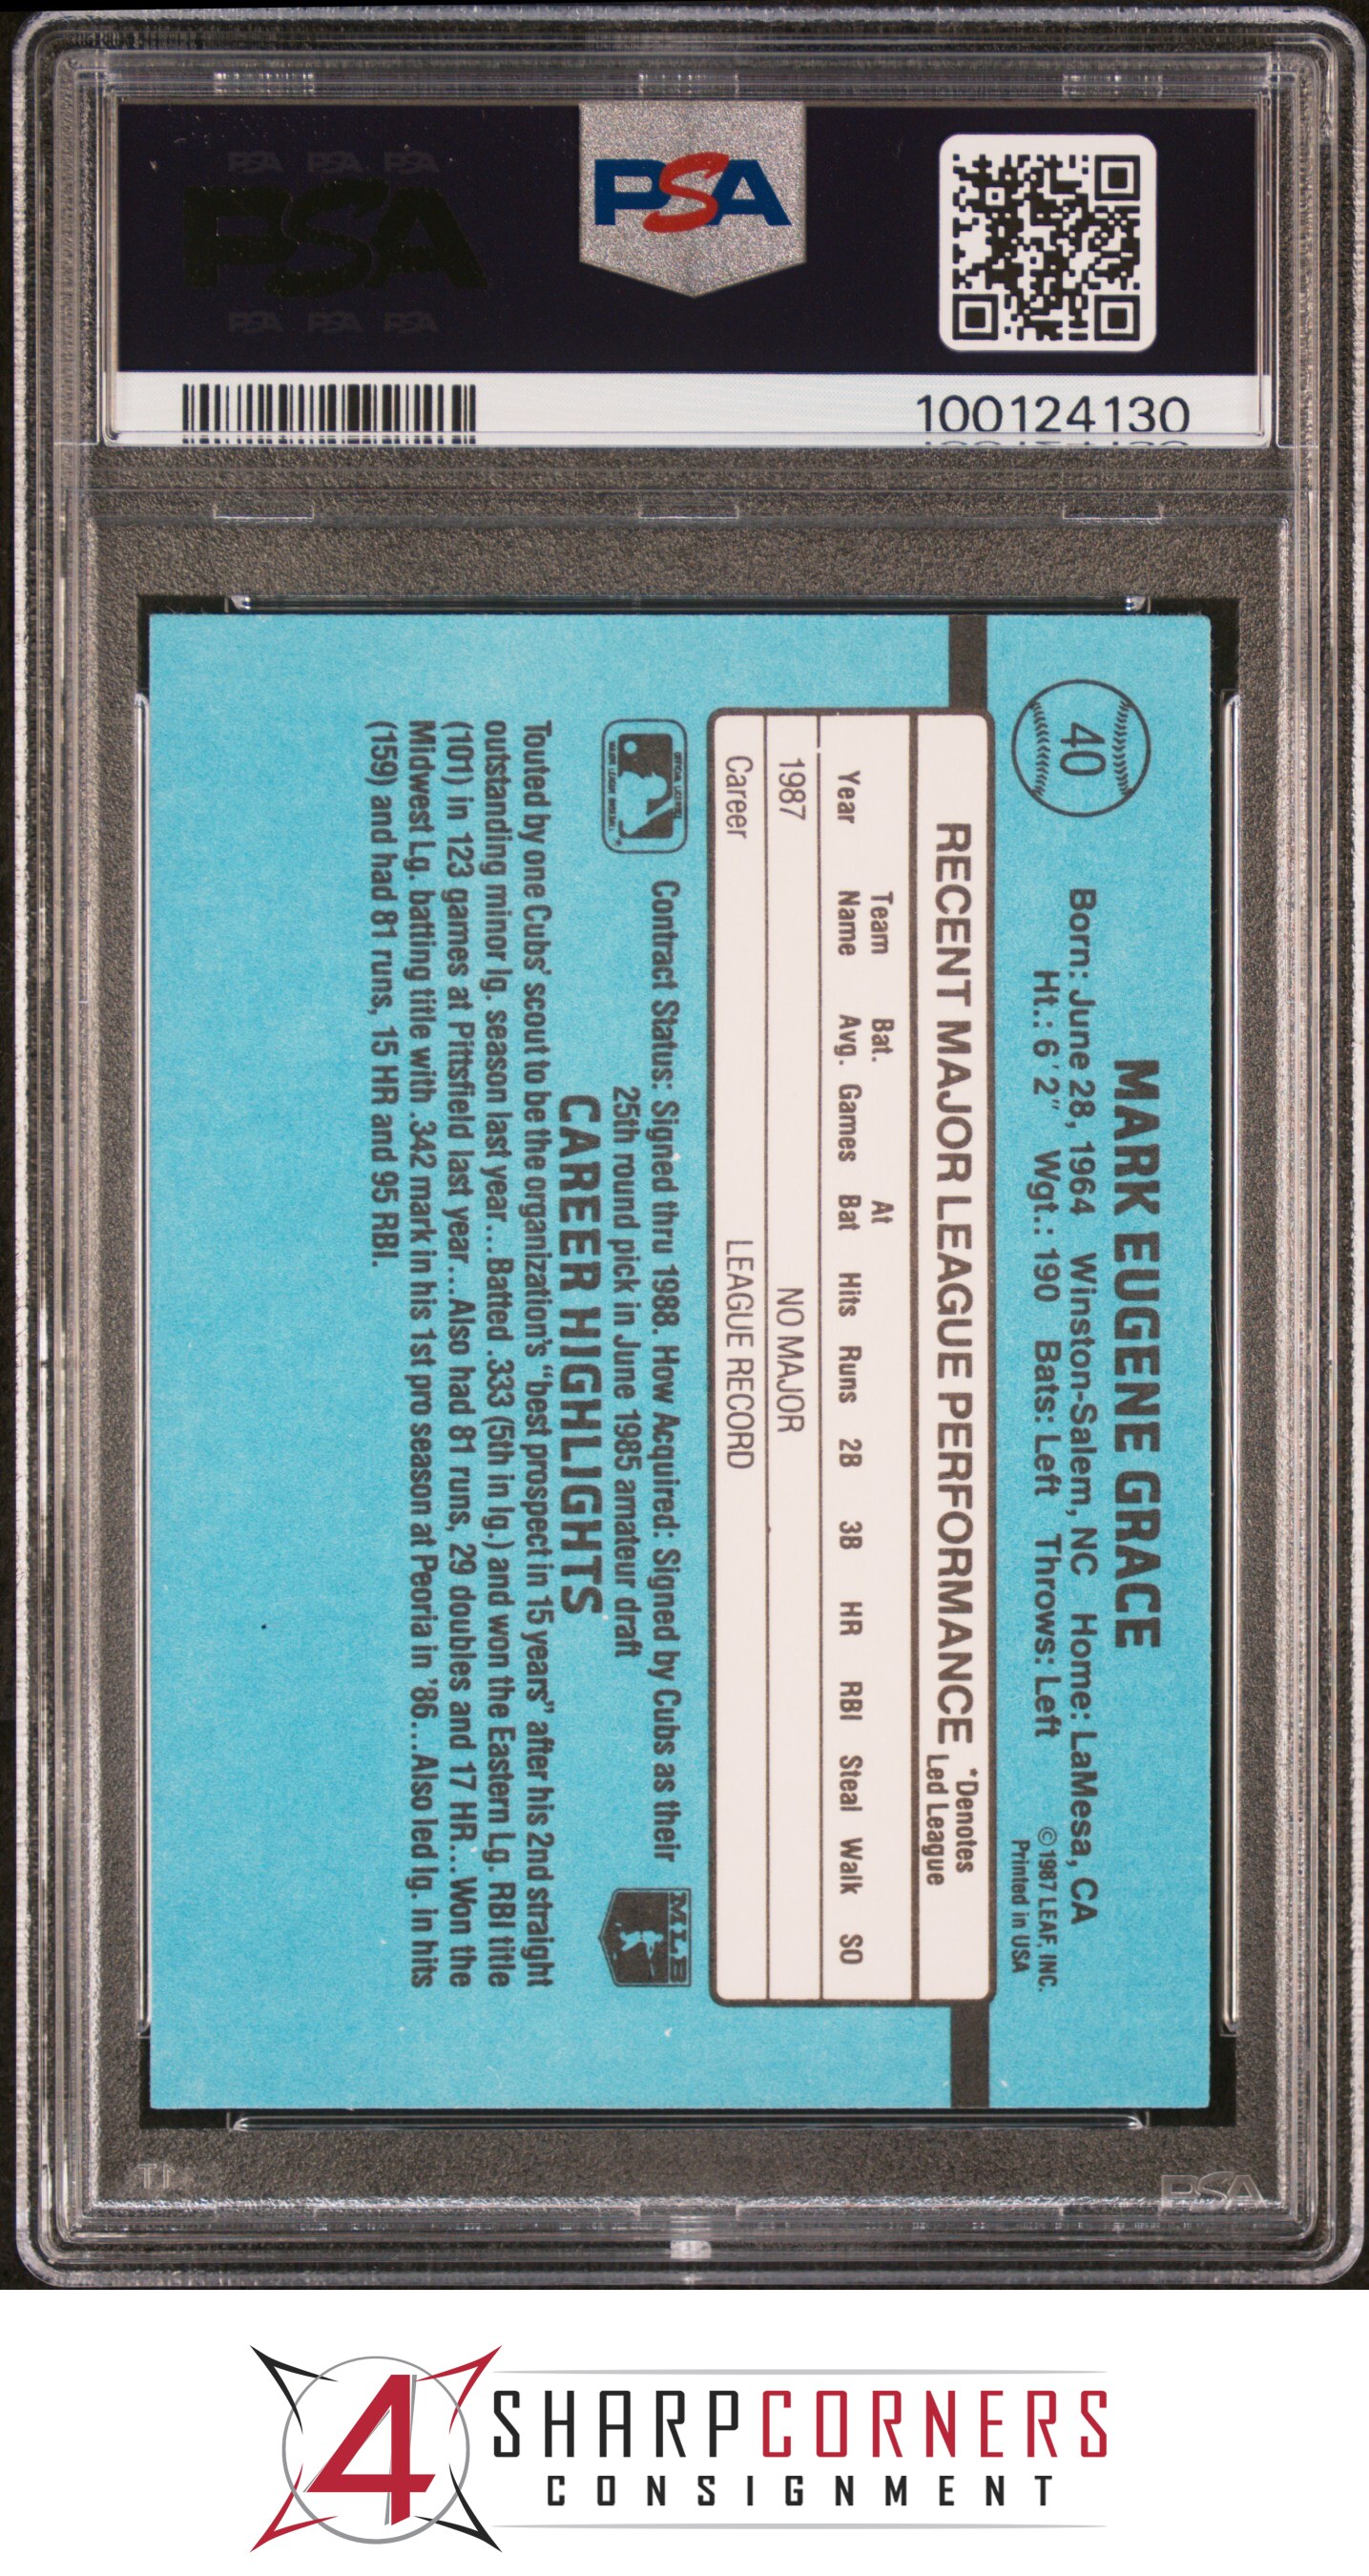 PSA PSA PSA
PSA
PSA PSA PSA
PSA
100124130
40
MARK EUGENE GRACE
Born: June 28, 1964 Winston-Salem, NC Home: LaMesa, CA
Ht.: 6'2" Wgt.: 190 Bats: Left Throws: Left
©1987 LEAF, INC.
Printed in USA
RECENT MAJOR LEAGUE PERFORMANCE *Denotes Led League
Year Team Name Bat. Avg. Games At Bat Hits Runs 2B 3B HR RBI Steal Walk SO
1987 NO MAJOR
Career LEAGUE RECORD
Contract Status: Signed thru 1988. How Acquired: Signed by Cubs as their
25th round pick in June 1985 amateur draft
MLB
CAREER HIGHLIGHTS
Touted by one Cubs' scout to be the organization's "best prospect in 15 years" after his 2nd straight
outstanding minor lg. season last year...Batted .333 (5th in lg.) and won the Eastern Lg. RBI title
(101) in 123 games at Pittsfield last year...Also had 81 runs, 29 doubles and 17 HR...Won the
Midwest Lg. batting title with .342 mark in his 1st pro season at Peoria in '86...Also led lg. in hits
(159) and had 81 runs, 15 HR and 95 RBI.
PSA
4 SHARPCORNERS
CONSIGNMENT